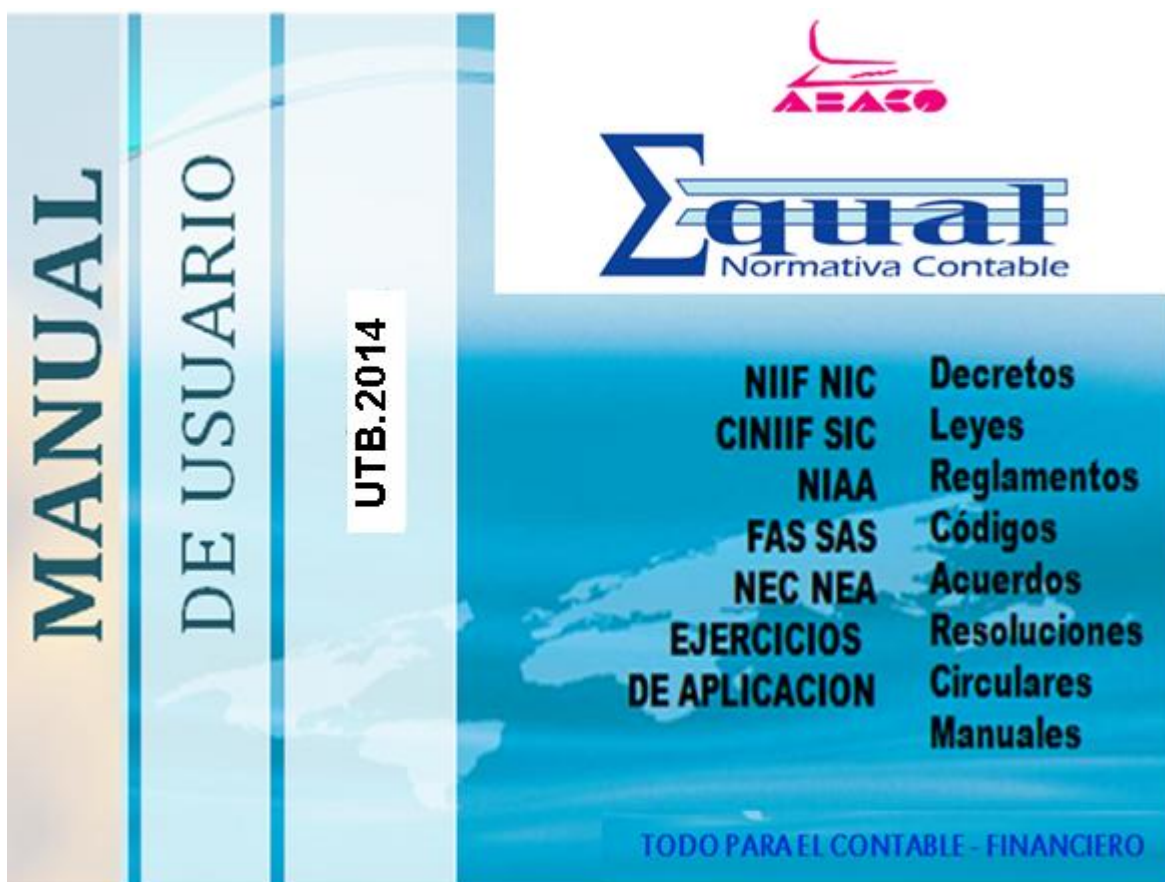 MANUAL
DE USUARIO
UTB.2014
ABACO
Σqual
Normativa Contable
NIIF NIC
CINIIF SIC
NIAA
FAS SAS
NEC NEA
EJERCICIOS
DE APLICACION
Decretos
Leyes
Reglamentos
Códigos
Acuerdos
Resoluciones
Circulares
Manuales
TODO PARA EL CONTABLE - FINANCIERO